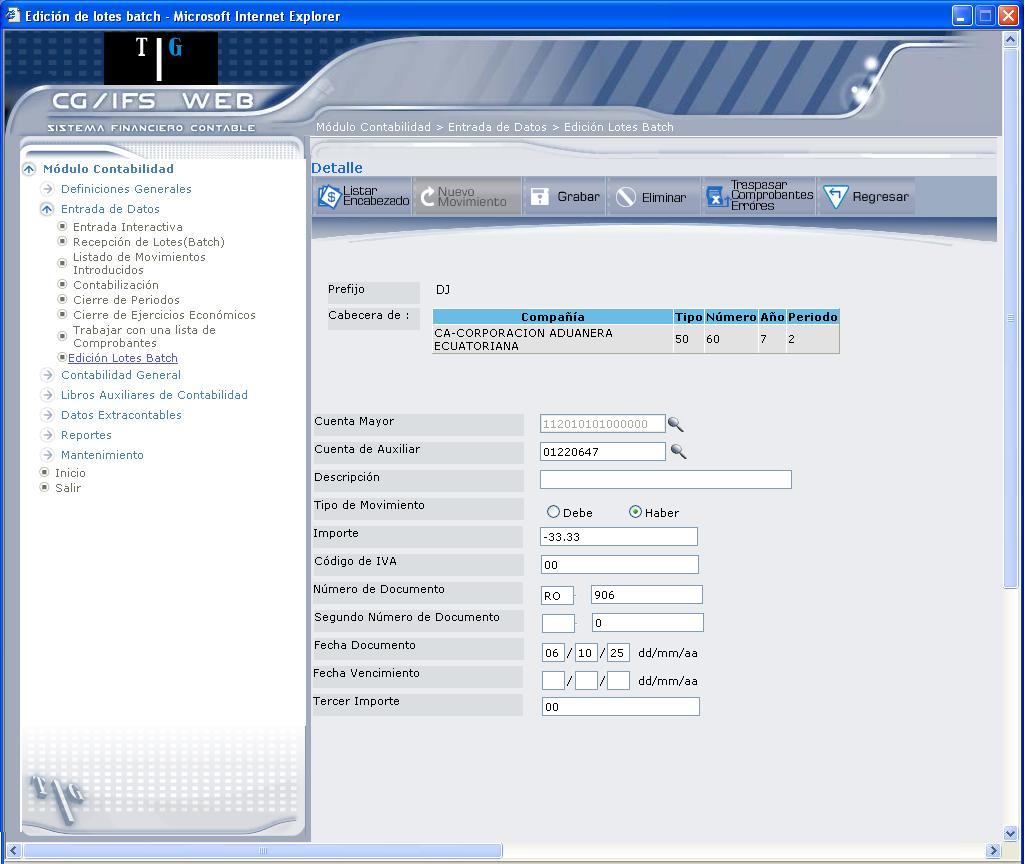 Edición de lotes batch - Microsoft Internet Explorer
T G
CG/IFS WEB
SISTEMA FINANCIERO CONTABLE
Módulo Contabilidad > Entrada de Datos > Edición Lotes Batch
Módulo Contabilidad
Definiciones Generales
Entrada de Datos
Entrada Interactiva
Recepción de Lotes(Batch)
Listado de Movimientos
Introducidos
Contabilización
Cierre de Periodos
Cierre de Ejercicios Económicos
Trabajar con una lista de
Comprobantes
Edición Lotes Batch
Contabilidad General
Libros Auxiliares de Contabilidad
Datos Extracontables
Reportes
Mantenimiento
Inicio
Salir
T G
Detalle
Listar
Encabezado
Nuevo
Movimiento
Grabar
Eliminar
Traspasar
Comprobantes
Errores
Regresar
Prefijo DJ
Cabecera de :
Compañía Tipo Número Año Periodo
CA-CORPORACION ADUANERA
ECUATORIANA 50 60 7 2
Cuenta Mayor 112010101000000
Cuenta de Auxiliar 01220647
Descripción
Tipo de Movimiento Debe Haber
Importe -33.33
Código de IVA 00
Número de Documento RO - 906
Segundo Número de Documento - 0
Fecha Documento 06 / 10 / 25 dd/mm/aa
Fecha Vencimiento / / dd/mm/aa
Tercer Importe 00